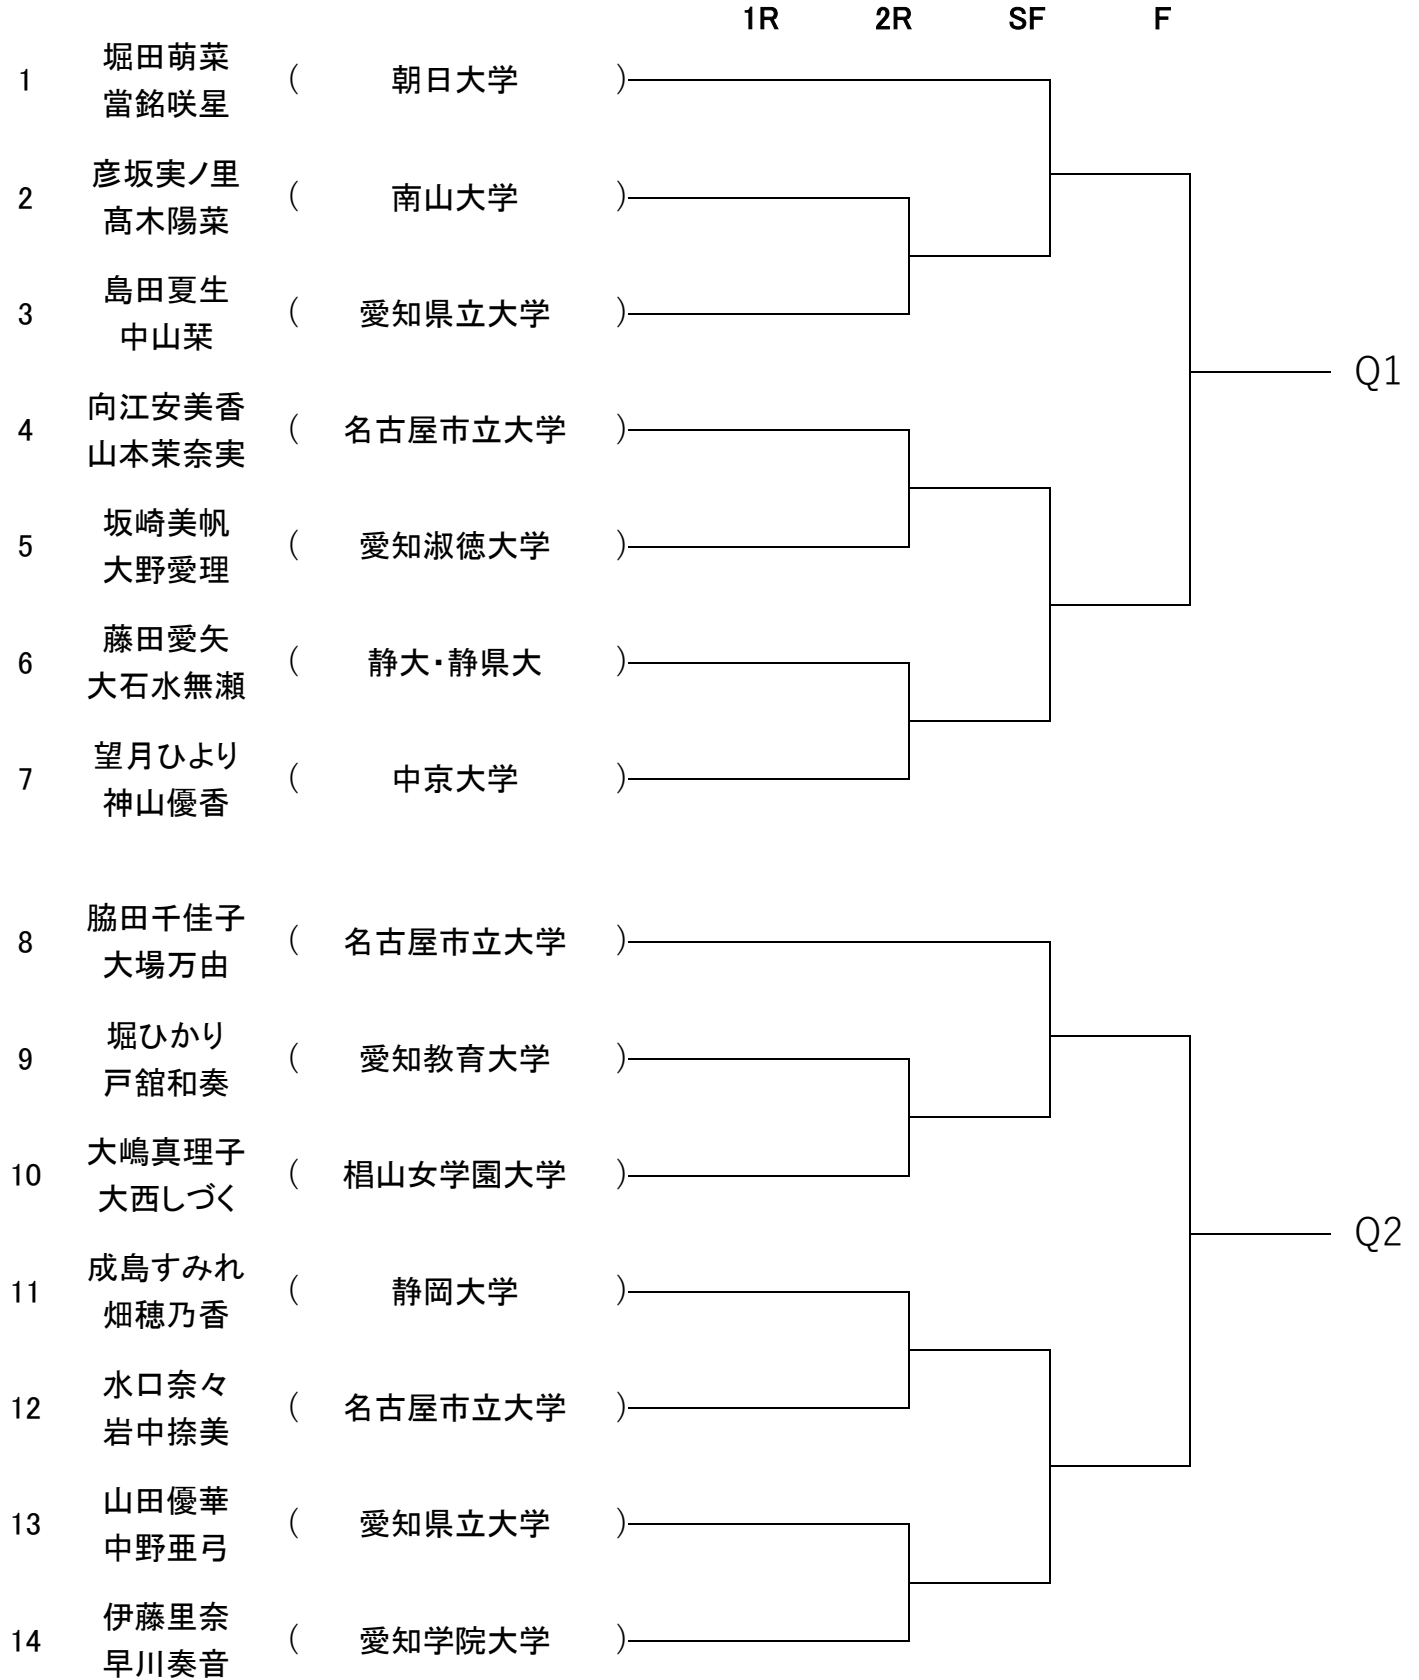 1R 2R SF F
堀田萌菜
1 ( 朝日大学 )
當銘咲星
彦坂実ノ里
2 ( 南山大学 )
髙木陽菜
島田夏生
3 ( 愛知県立大学 )
中山栞
Q1
向江安美香
4 ( 名古屋市立大学 )
山本茉奈実
坂崎美帆
5 ( 愛知淑徳大学 )
大野愛理
藤田愛矢
6 ( 静大・静県大 )
大石水無瀬
望月ひより
7 ( 中京大学 )
神山優香
脇田千佳子
8 ( 名古屋市立大学 )
大場万由
堀ひかり
9 ( 愛知教育大学 )
戸舘和奏
大嶋真理子
10 ( 椙山女学園大学 )
大西しづく
Q2
成島すみれ
11 ( 静岡大学 )
畑穂乃香
水口奈々
12 ( 名古屋市立大学 )
岩中捺美
山田優華
13 ( 愛知県立大学 )
中野亜弓
伊藤里奈
14 ( 愛知学院大学 )
早川奏音